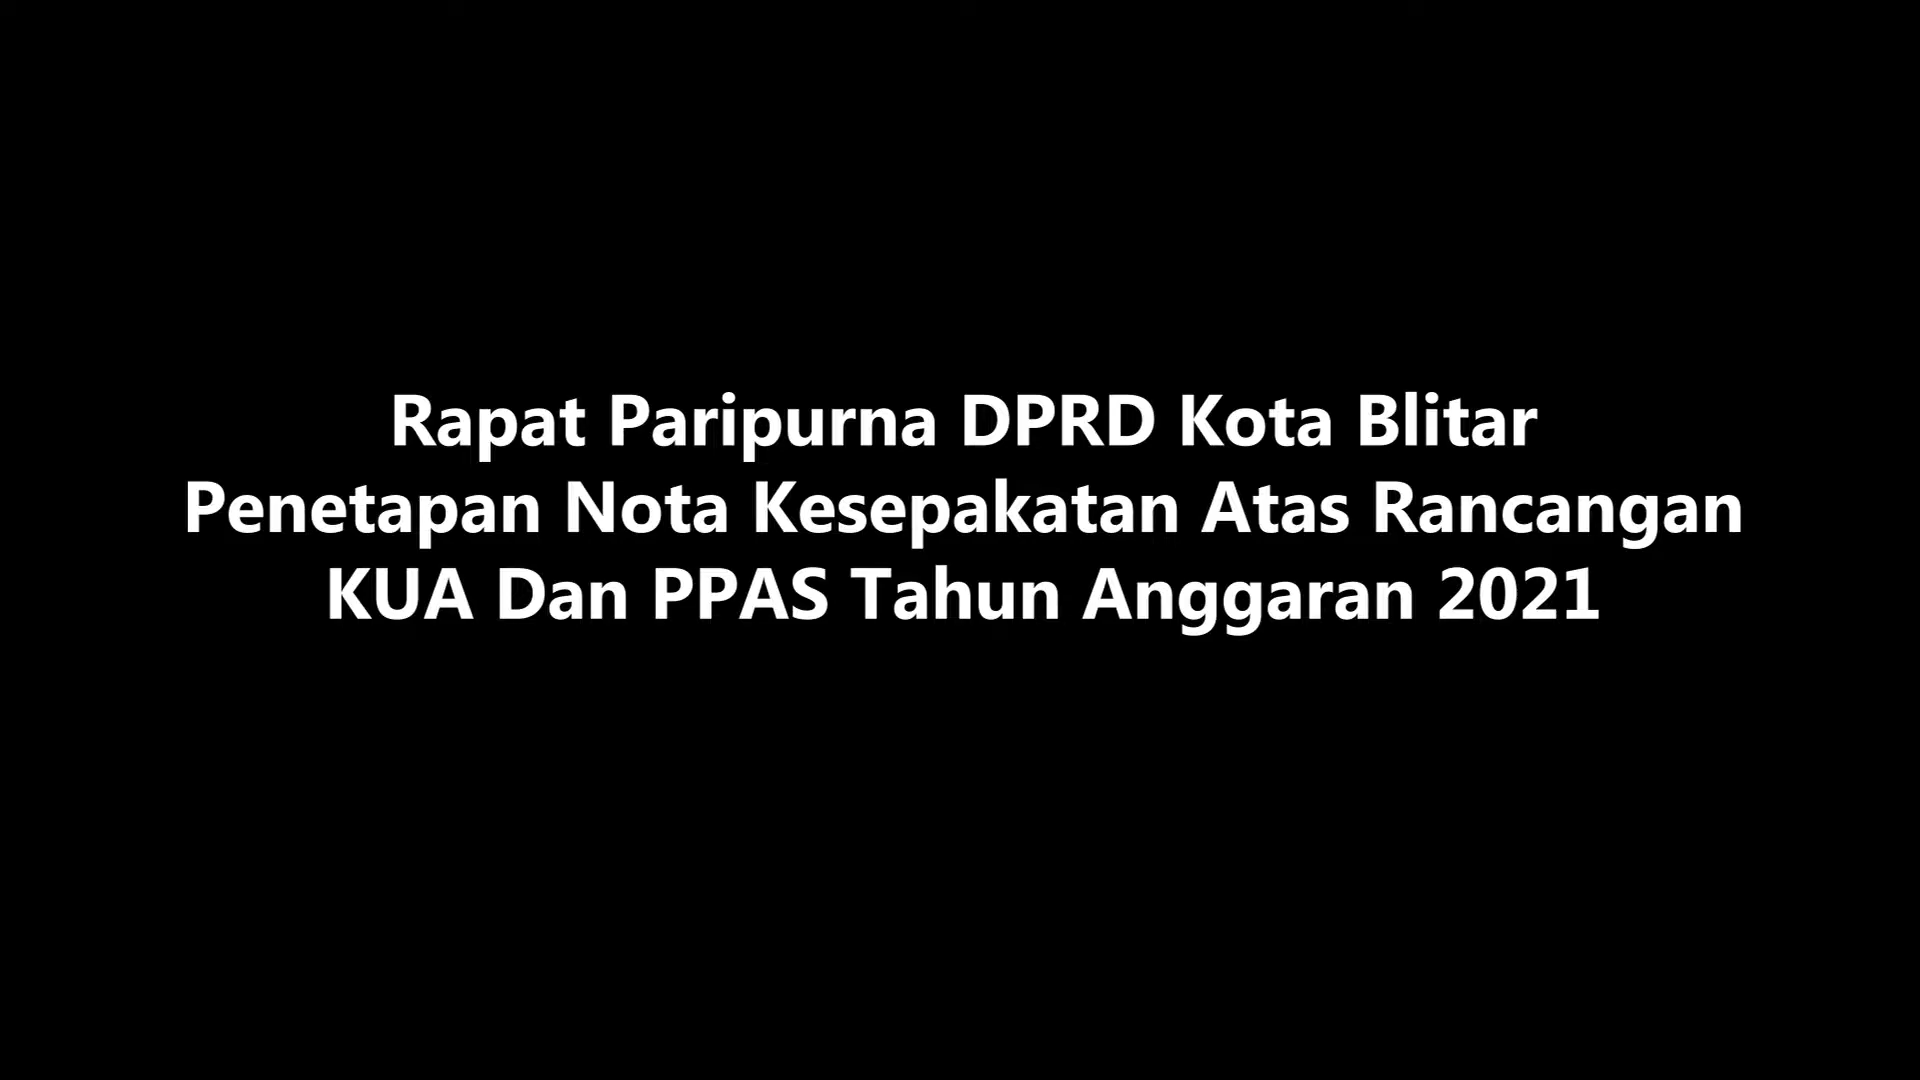 Rapat Paripurna DPRD Kota Blitar
Penetapan Nota Kesepakatan Atas Rancangan
KUA Dan PPAS Tahun Anggaran 2021